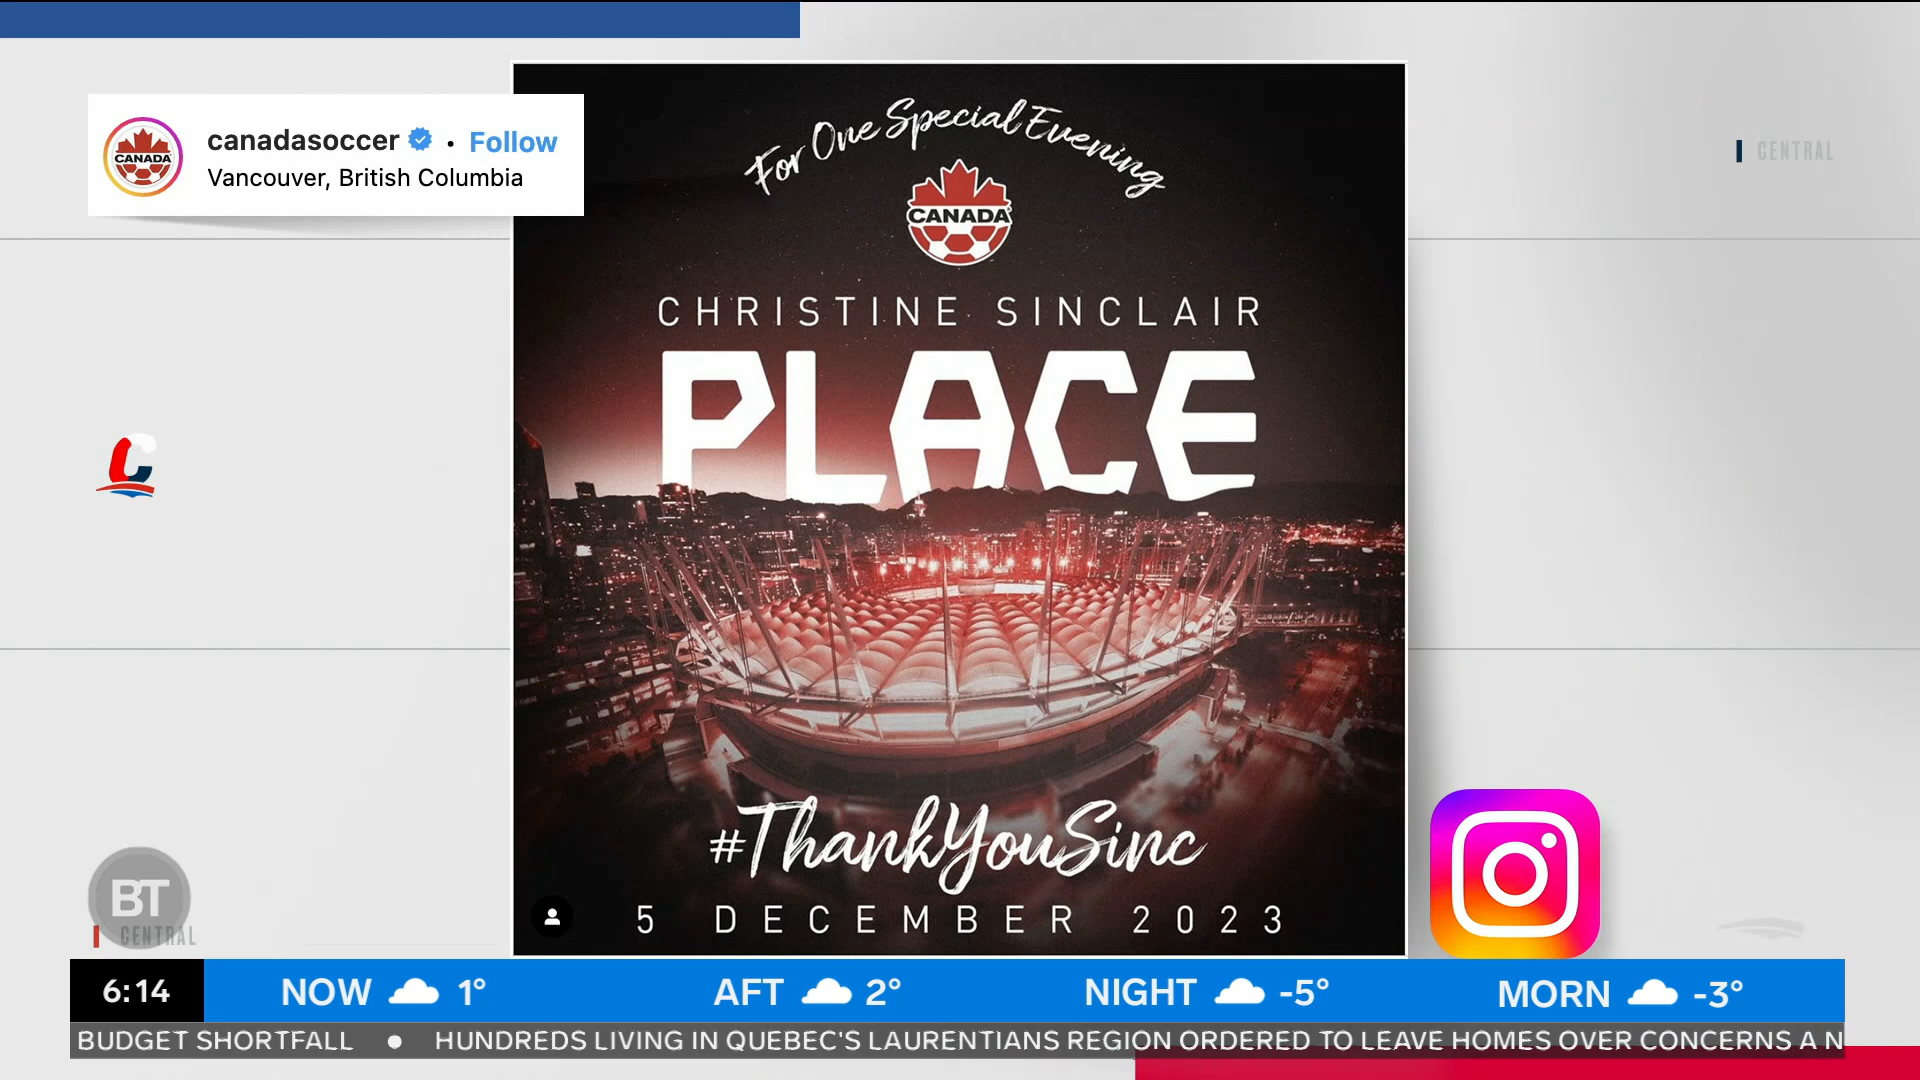 canadasoccer • Follow
Vancouver, British Columbia
CANADA
For One Special Evening
CANADA
CHRISTINE SINCLAIR
PLACE
#ThankYouSinc
5 DECEMBER 2023
CENTRAL
C
BT
CENTRAL
6:14 NOW 1° AFT 2° NIGHT -5° MORN -3°
BUDGET SHORTFALL • HUNDREDS LIVING IN QUEBEC'S LAURENTIANS REGION ORDERED TO LEAVE HOMES OVER CONCERNS A N